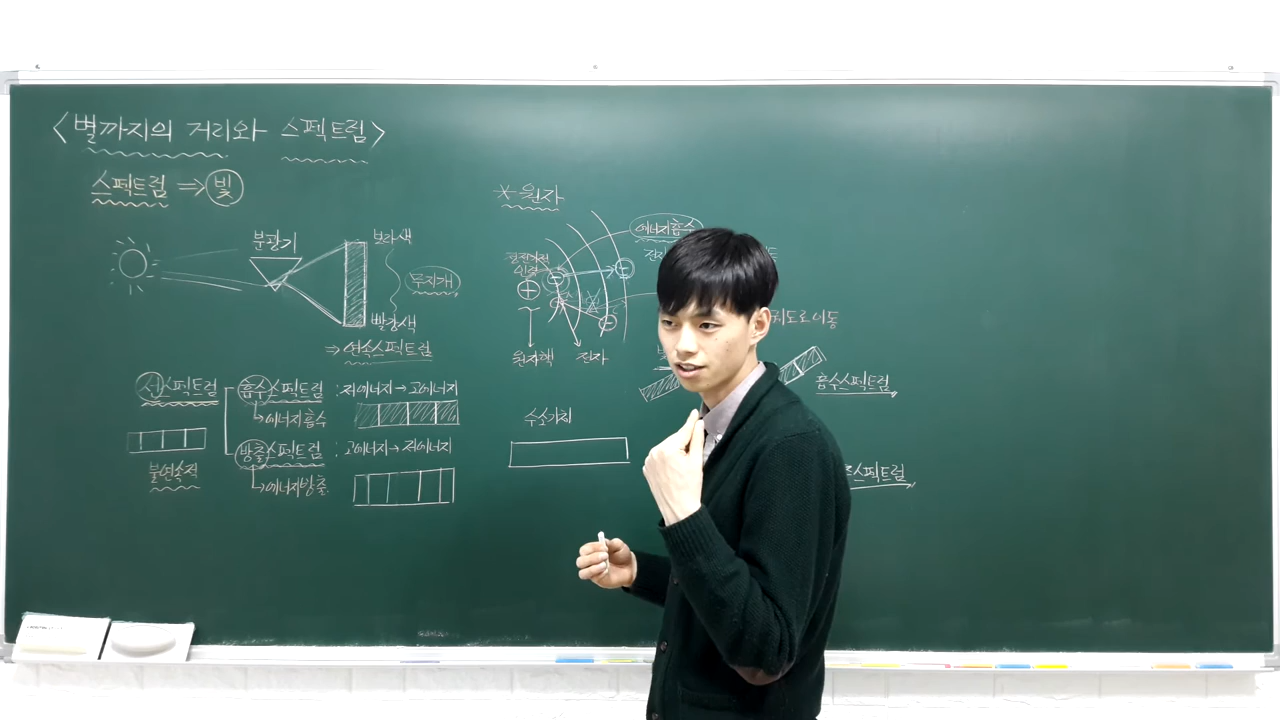 <별까지의 거리와 스펙트럼>
스펙트럼 ⇒ 빛
분광기
보라색
무지개
빨강색
⇒ 연속스펙트럼
선스펙트럼
불연속적
흡수스펙트럼 : 저에너지 → 고에너지
↳ 에너지흡수
방출스펙트럼 : 고에너지 → 저에너지
↳ 에너지방출
* 원자
에너지흡수
인력
원자핵
전자
궤도로 이동
흡수스펙트럼
수소기체
스펙트럼